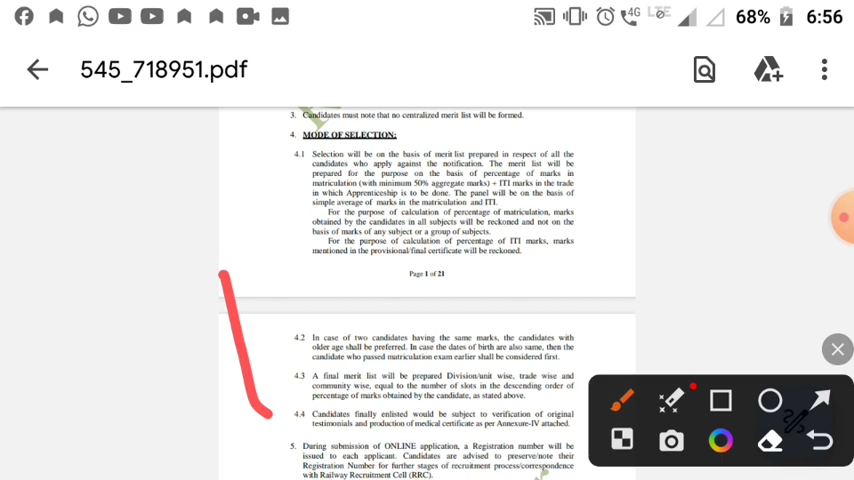 4G LTE 68% 6:56
545_718951.pdf
3. Candidates must note that no centralized merit list will be formed.
4. MODE OF SELECTION:
4.1 Selection will be on the basis of merit list prepared in respect of all the
candidates who apply against the notification. The merit list will be
prepared for the purpose on the basis of percentage of marks in
matriculation (with minimum 50% aggregate marks) + ITI marks in the trade
in which Apprenticeship is to be done. The panel will be on the basis of
simple average of marks in the matriculation and ITI.
For the purpose of calculation of percentage of matriculation, marks
obtained by the candidates in all subjects will be reckoned and not on the
basis of marks of any subject or a group of subjects.
For the purpose of calculation of percentage of ITI marks, marks
mentioned in the provisional/final certificate will be reckoned.
Page 1 of 21
4.2 In case of two candidates having the same marks, the candidates with
older age shall be preferred. In case the dates of birth are also same, then the
candidate who passed matriculation exam earlier shall be considered first.
4.3 A final merit list will be prepared Division/unit wise, trade wise and
community wise, equal to the number of slots in the descending order of
percentage of marks obtained by the candidate, as stated above.
4.4 Candidates finally enlisted would be subject to verification of original
testimonials and production of medical certificate as per Annexure-IV attached.
5. During submission of ONLINE application, a Registration number will be
issued to each applicant. Candidates are advised to preserve/note their
Registration Number for further stages of recruitment process/correspondence
with Railway Recruitment Cell (RRC).